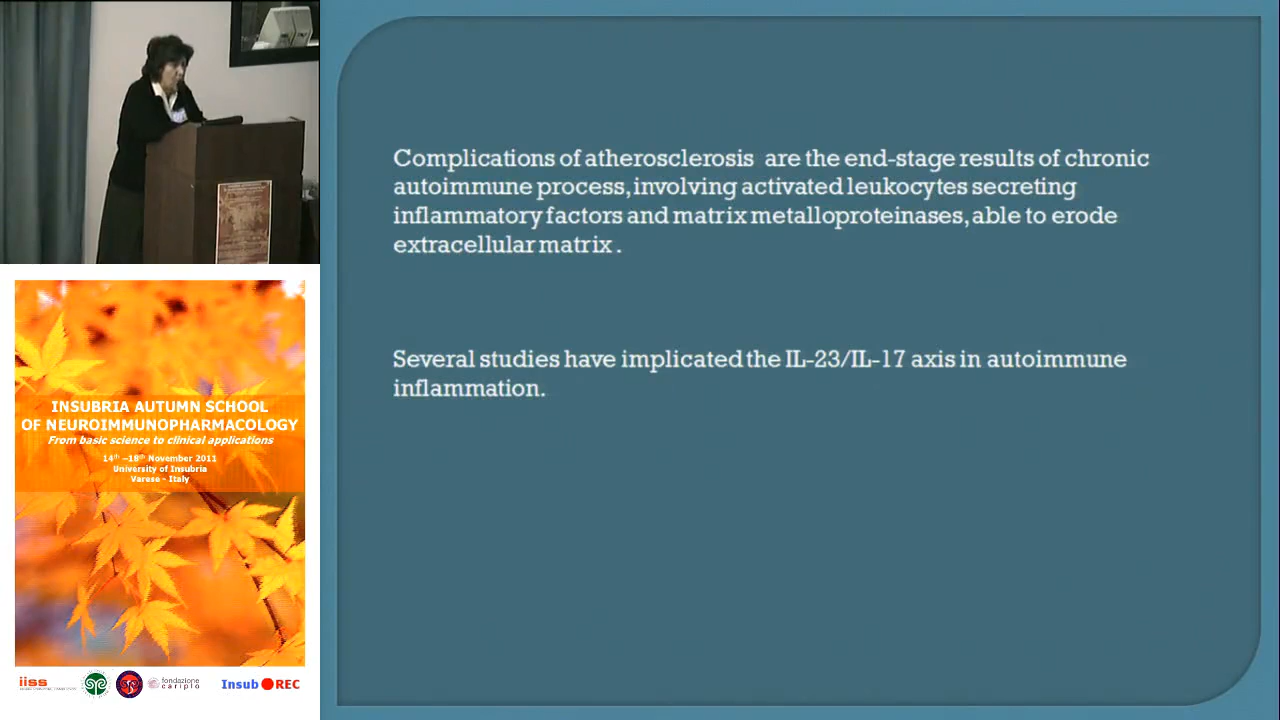 Complications of atherosclerosis are the end-stage results of chronic
autoimmune process, involving activated leukocytes secreting
inflammatory factors and matrix metalloproteinases, able to erode
extracellular matrix .
Several studies have implicated the IL-23/IL-17 axis in autoimmune
inflammation.
INSUBRIA AUTUMN SCHOOL
OF NEUROIMMUNOPHARMACOLOGY
From basic science to clinical applications
14th –18th November 2011
University of Insubria
Varese - Italy
iiss
fondazione
cariplo
Insub REC